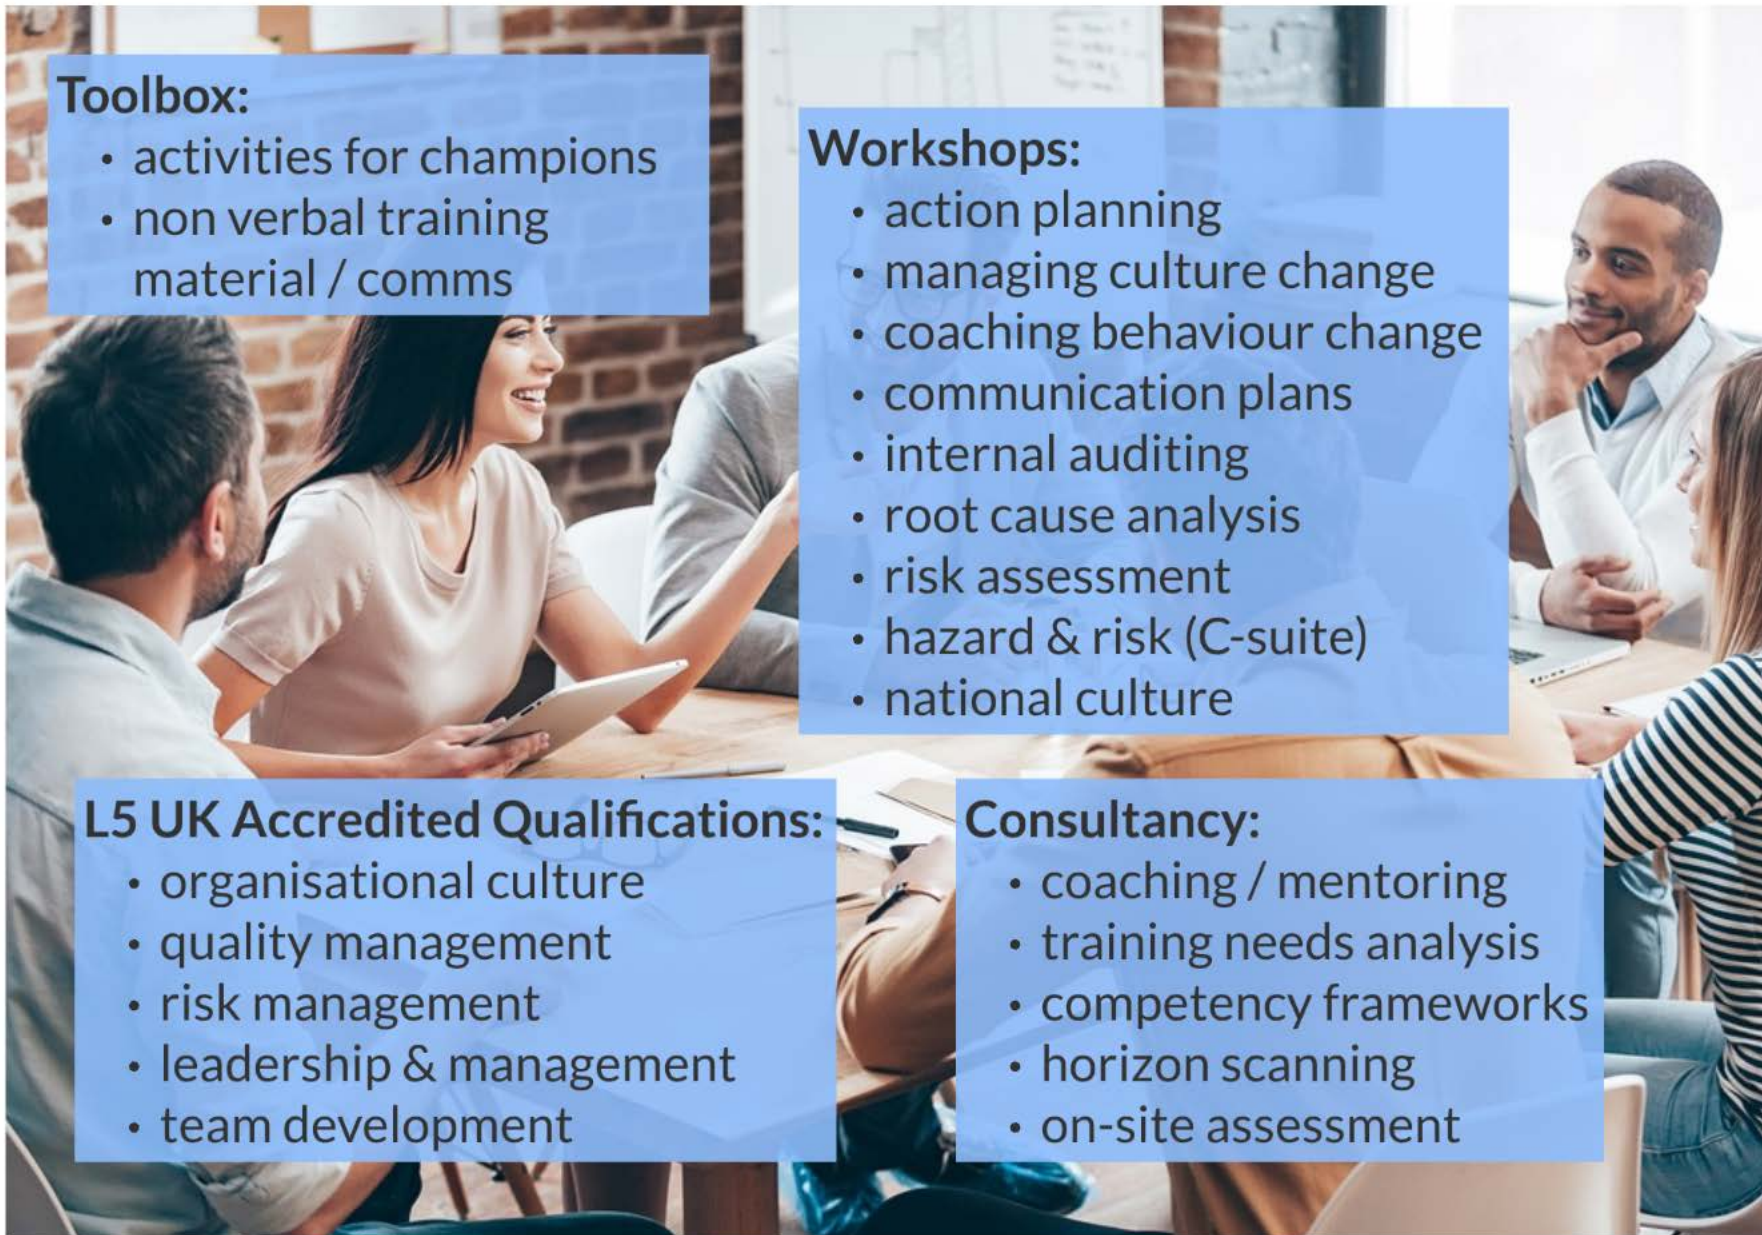 Toolbox:
• activities for champions
• non verbal training
material / comms
Workshops:
• action planning
• managing culture change
• coaching behaviour change
• communication plans
• internal auditing
• root cause analysis
• risk assessment
• hazard & risk (C-suite)
• national culture
L5 UK Accredited Qualifications:
• organisational culture
• quality management
• risk management
• leadership & management
• team development
Consultancy:
• coaching / mentoring
• training needs analysis
• competency frameworks
• horizon scanning
• on-site assessment